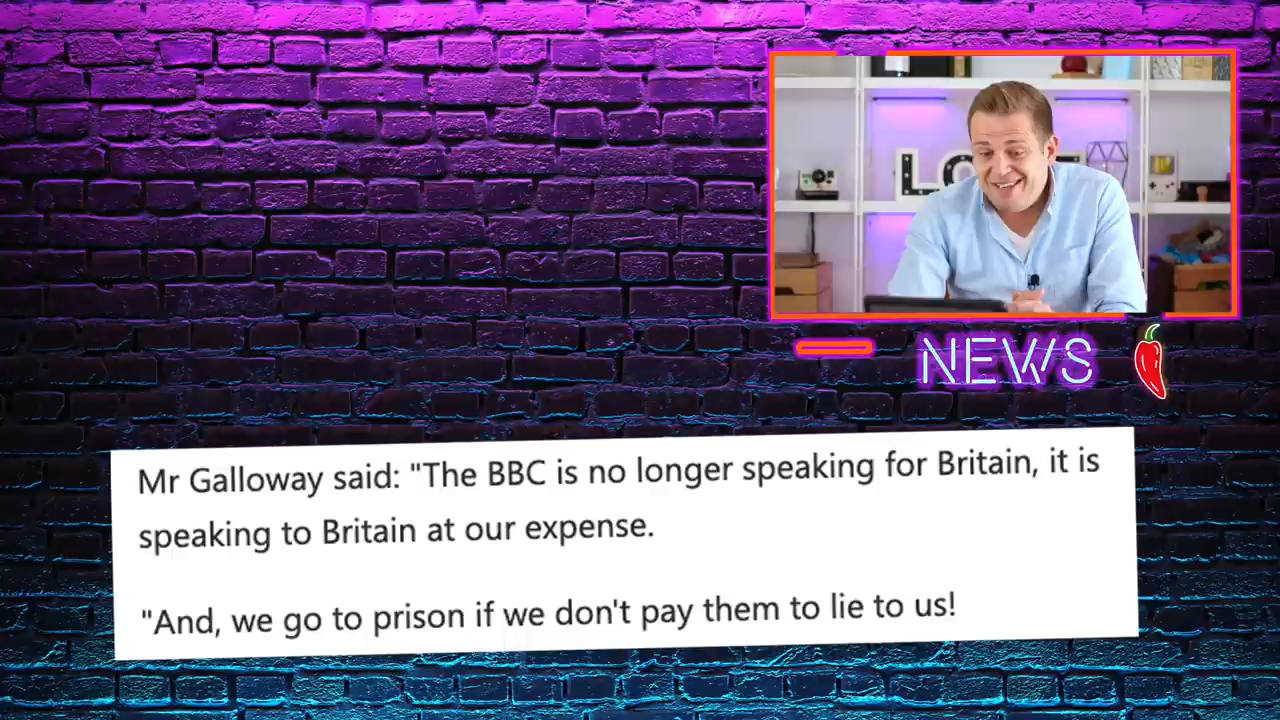 LO
NEWS
Mr Galloway said: "The BBC is no longer speaking for Britain, it is
speaking to Britain at our expense.
"And, we go to prison if we don't pay them to lie to us!